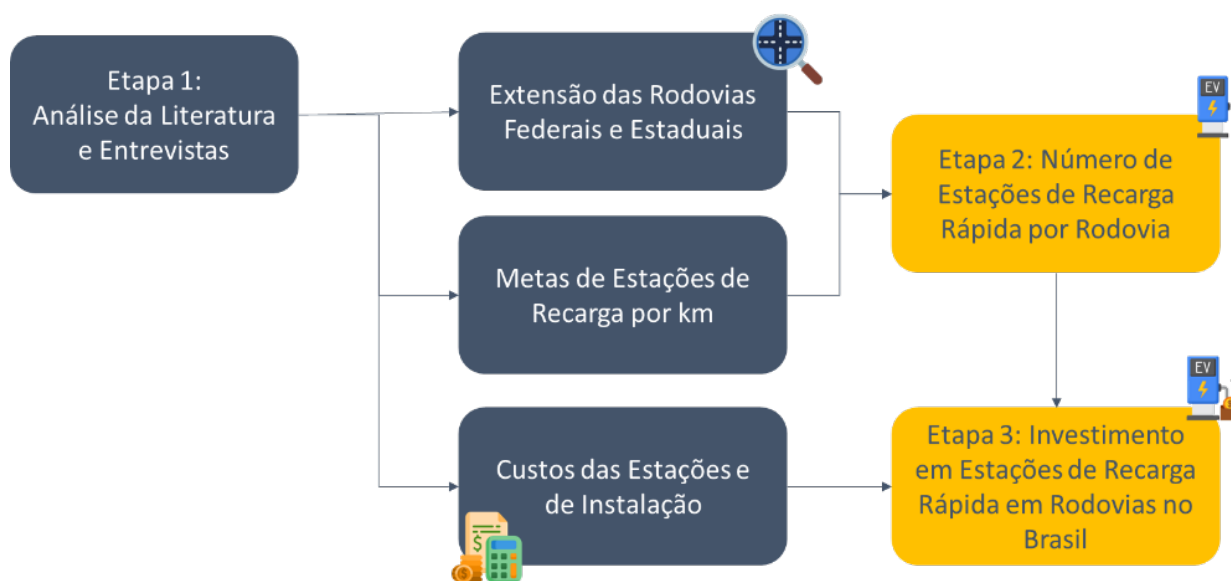 Etapa 1:
Análise da Literatura
e Entrevistas
Extensão das Rodovias
Federais e Estaduais
Metas de Estações de
Recarga por km
Custos das Estações e
de Instalação
$
EV
Etapa 2: Número de
Estações de Recarga
Rápida por Rodovia
EV
Etapa 3: Investimento
em Estações de Recarga
Rápida em Rodovias no
Brasil